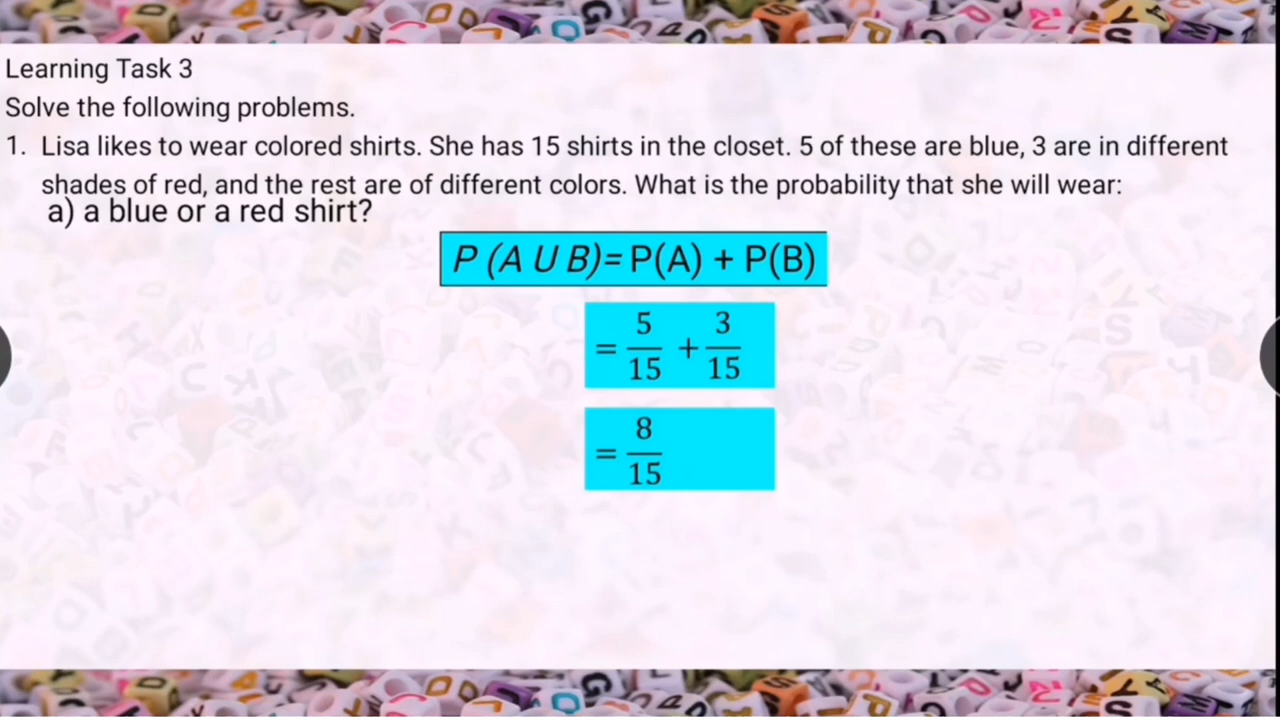 Learning Task 3
Solve the following problems.
1. Lisa likes to wear colored shirts. She has 15 shirts in the closet. 5 of these are blue, 3 are in different
shades of red, and the rest are of different colors. What is the probability that she will wear:
a) a blue or a red shirt?
P (A U B)= P(A) + P(B)
= 5/15 + 3/15
= 8/15